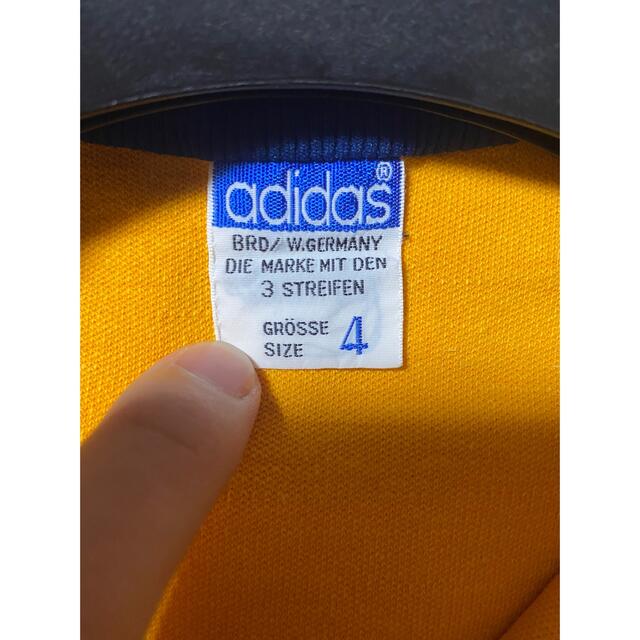 adidas®
BRD/ W.GERMANY
DIE MARKE MIT DEN
3 STREIFEN
GRÖSSE
SIZE 4